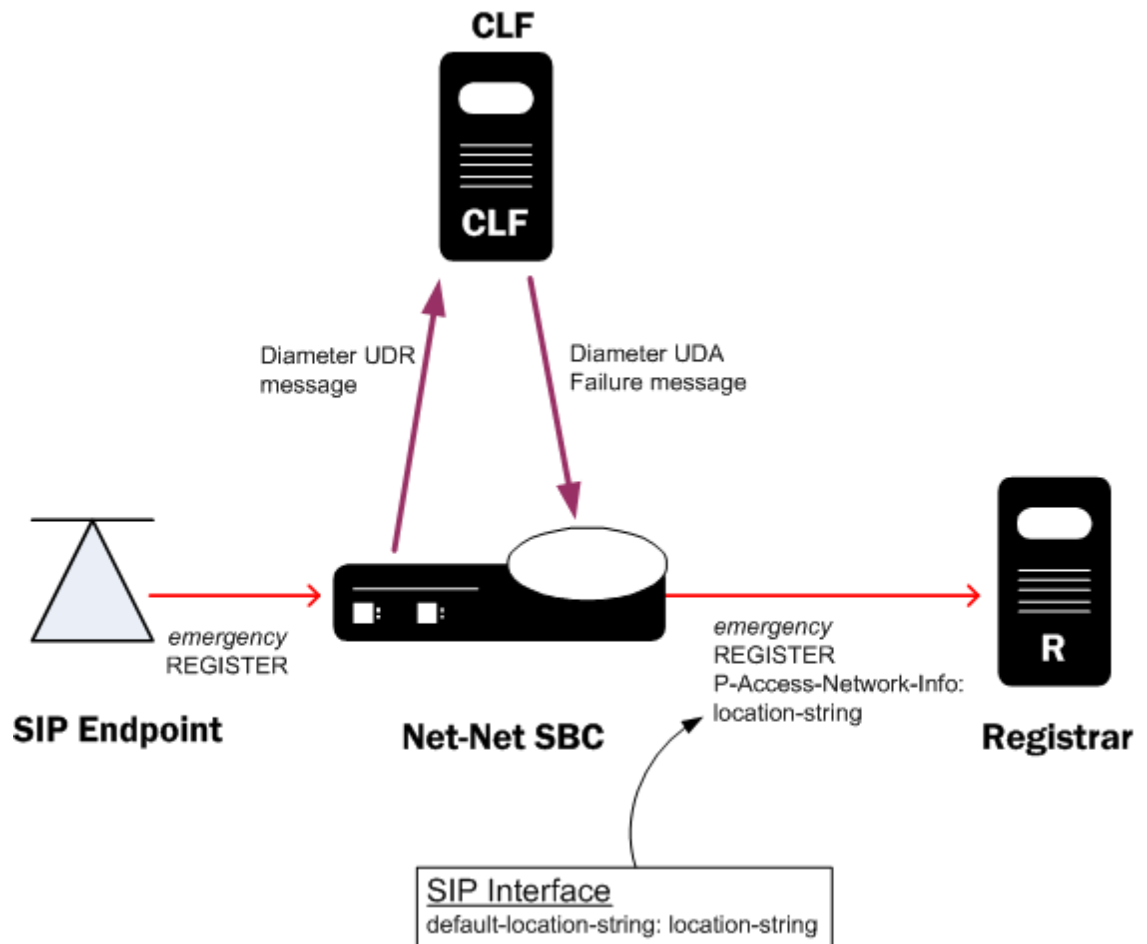 CLF
CLF
Diameter UDR
message
Diameter UDA
Failure message
emergency
REGISTER
emergency
REGISTER
P-Access-Network-Info:
location-string
R
SIP Endpoint
Net-Net SBC
Registrar
SIP Interface
default-location-string: location-string